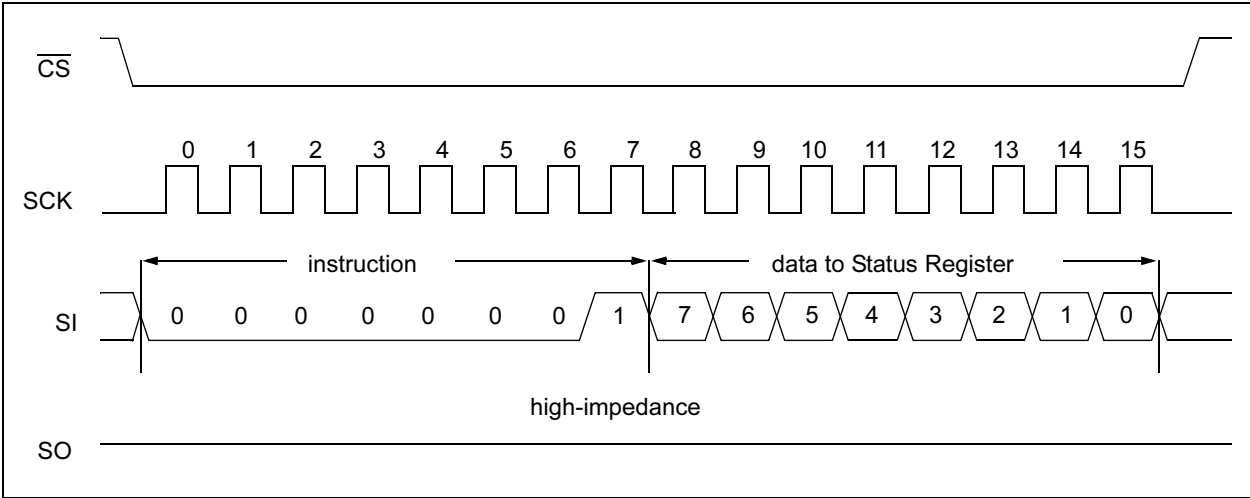 CS
0 1 2 3 4 5 6 7 8 9 10 11 12 13 14 15
SCK
instruction data to Status Register
SI 0 0 0 0 0 0 0 1 7 6 5 4 3 2 1 0
high-impedance
SO